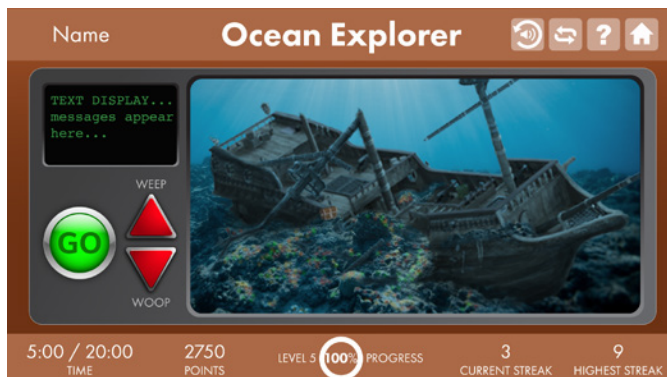 Name
Ocean Explorer
?
TEXT DISPLAY...
messages appear
here...
WEEP
GO
WOOP
5:00 / 20:00
TIME
2750
POINTS
LEVEL 5 100% PROGRESS
3
CURRENT STREAK
9
HIGHEST STREAK